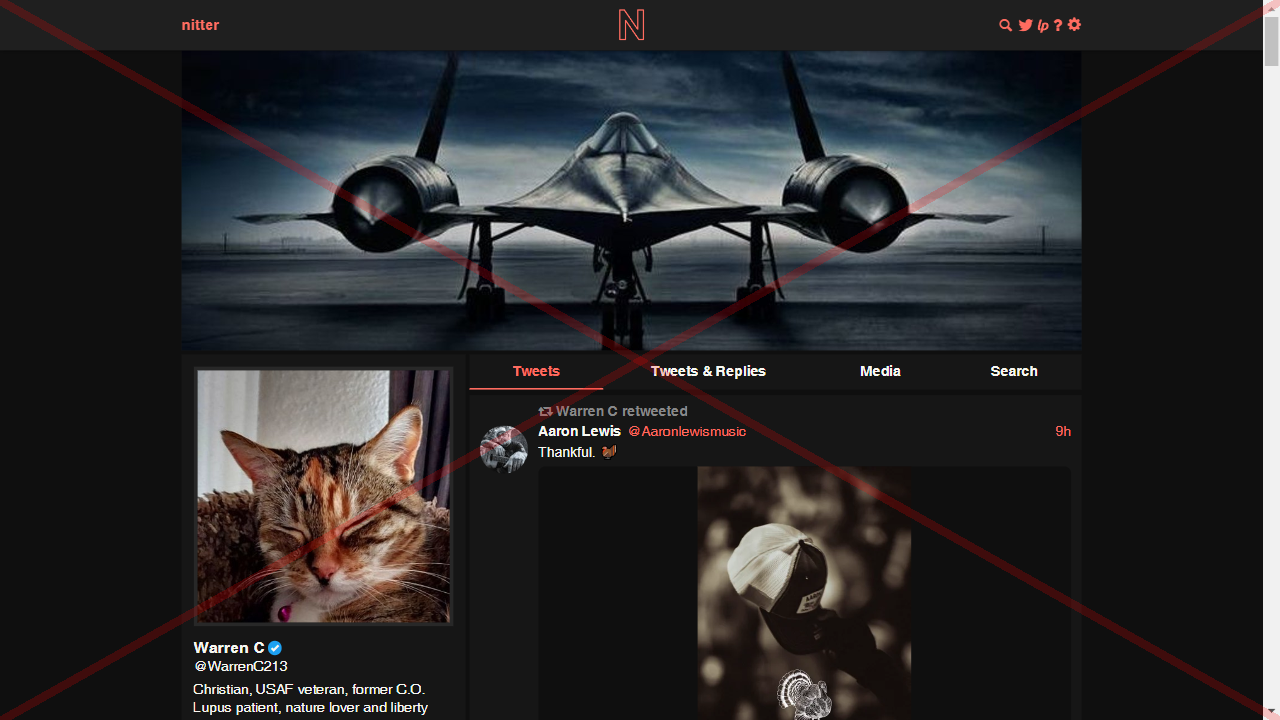 nitter
N
lp ?
Tweets
Tweets & Replies
Media
Search
Warren C retweeted
Aaron Lewis @Aaronlewismusic 9h
Thankful.
Warren C
@WarrenC213
Christian, USAF veteran, former C.O.
Lupus patient, nature lover and liberty